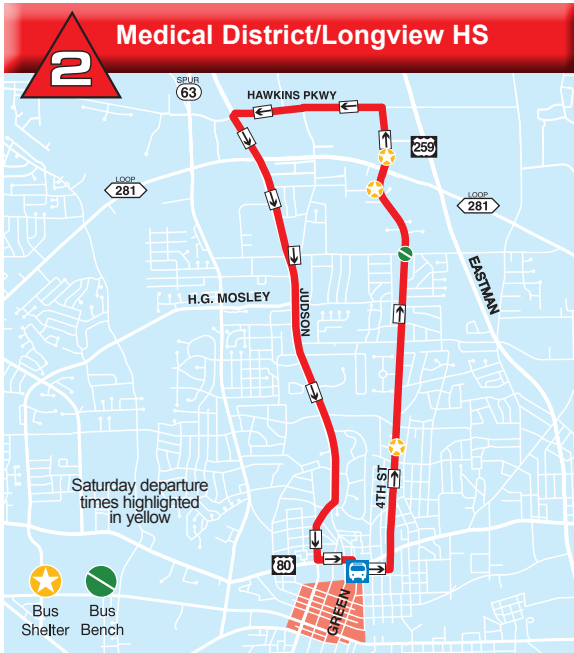 2
Medical District/Longview HS
SPUR
63
HAWKINS PKWY
259
LOOP
281
LOOP
281
EASTMAN
H.G. MOSLEY
JUDSON
4TH ST
Saturday departure
times highlighted
in yellow
80
GREEN
Bus
Shelter
Bus
Bench